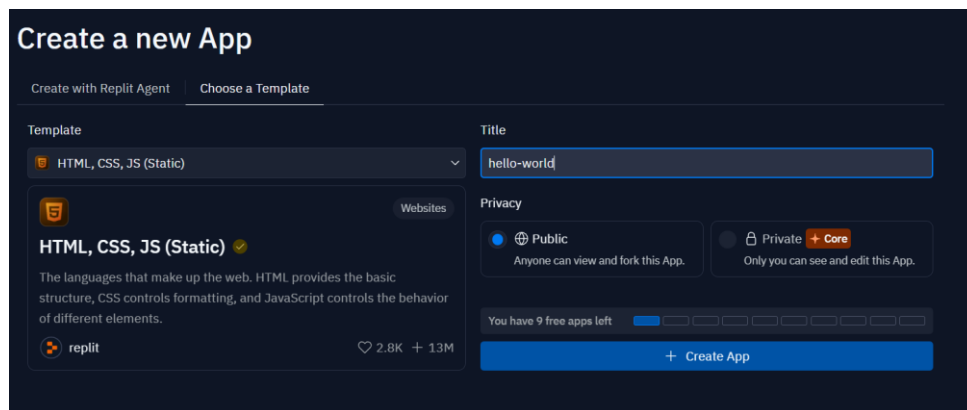 Create a new App
Create with Replit Agent
Choose a Template
Template
HTML, CSS, JS (Static)
Websites
HTML, CSS, JS (Static)
The languages that make up the web. HTML provides the basic
structure, CSS controls formatting, and JavaScript controls the behavior
of different elements.
replit
2.8K + 13M
Title
hello-world
Privacy
Public
Anyone can view and fork this App.
Private + Core
Only you can see and edit this App.
You have 9 free apps left
+ Create App